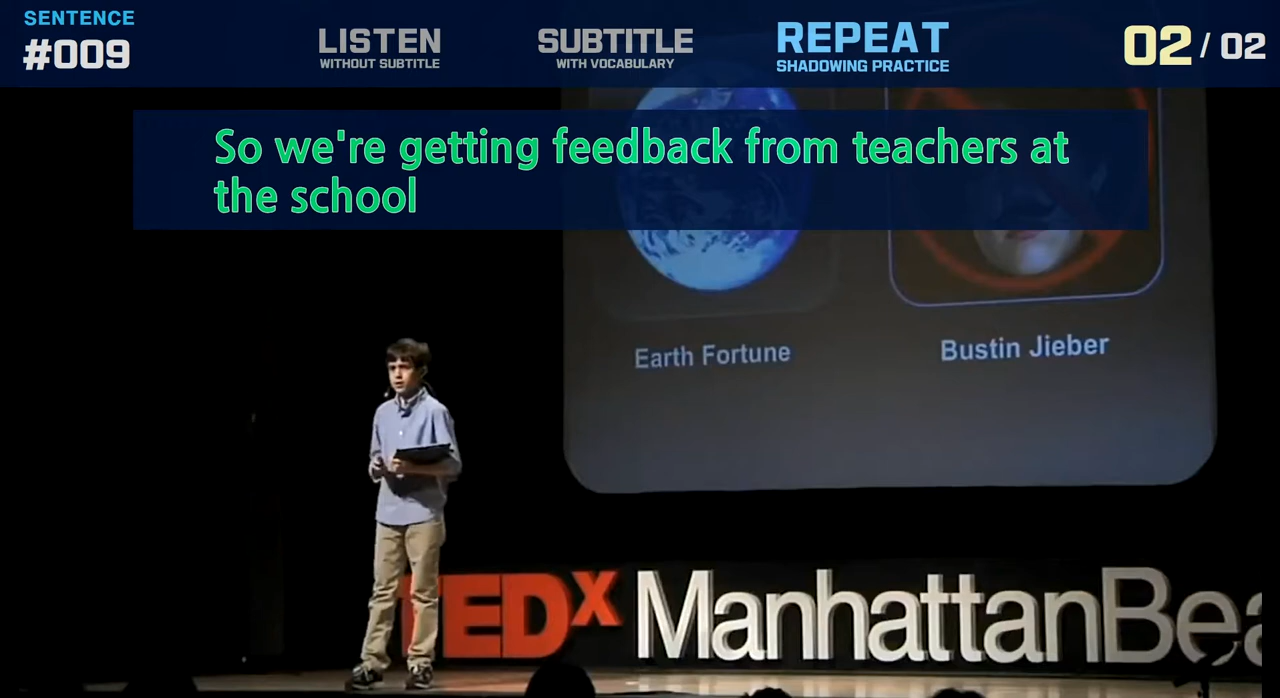 SENTENCE
#009
LISTEN
WITHOUT SUBTITLE
SUBTITLE
WITH VOCABULARY
REPEAT
SHADOWING PRACTICE
02 / 02
So we're getting feedback from teachers at
the school
Earth Fortune
Bustin Jieber
TEDx ManhattanBea